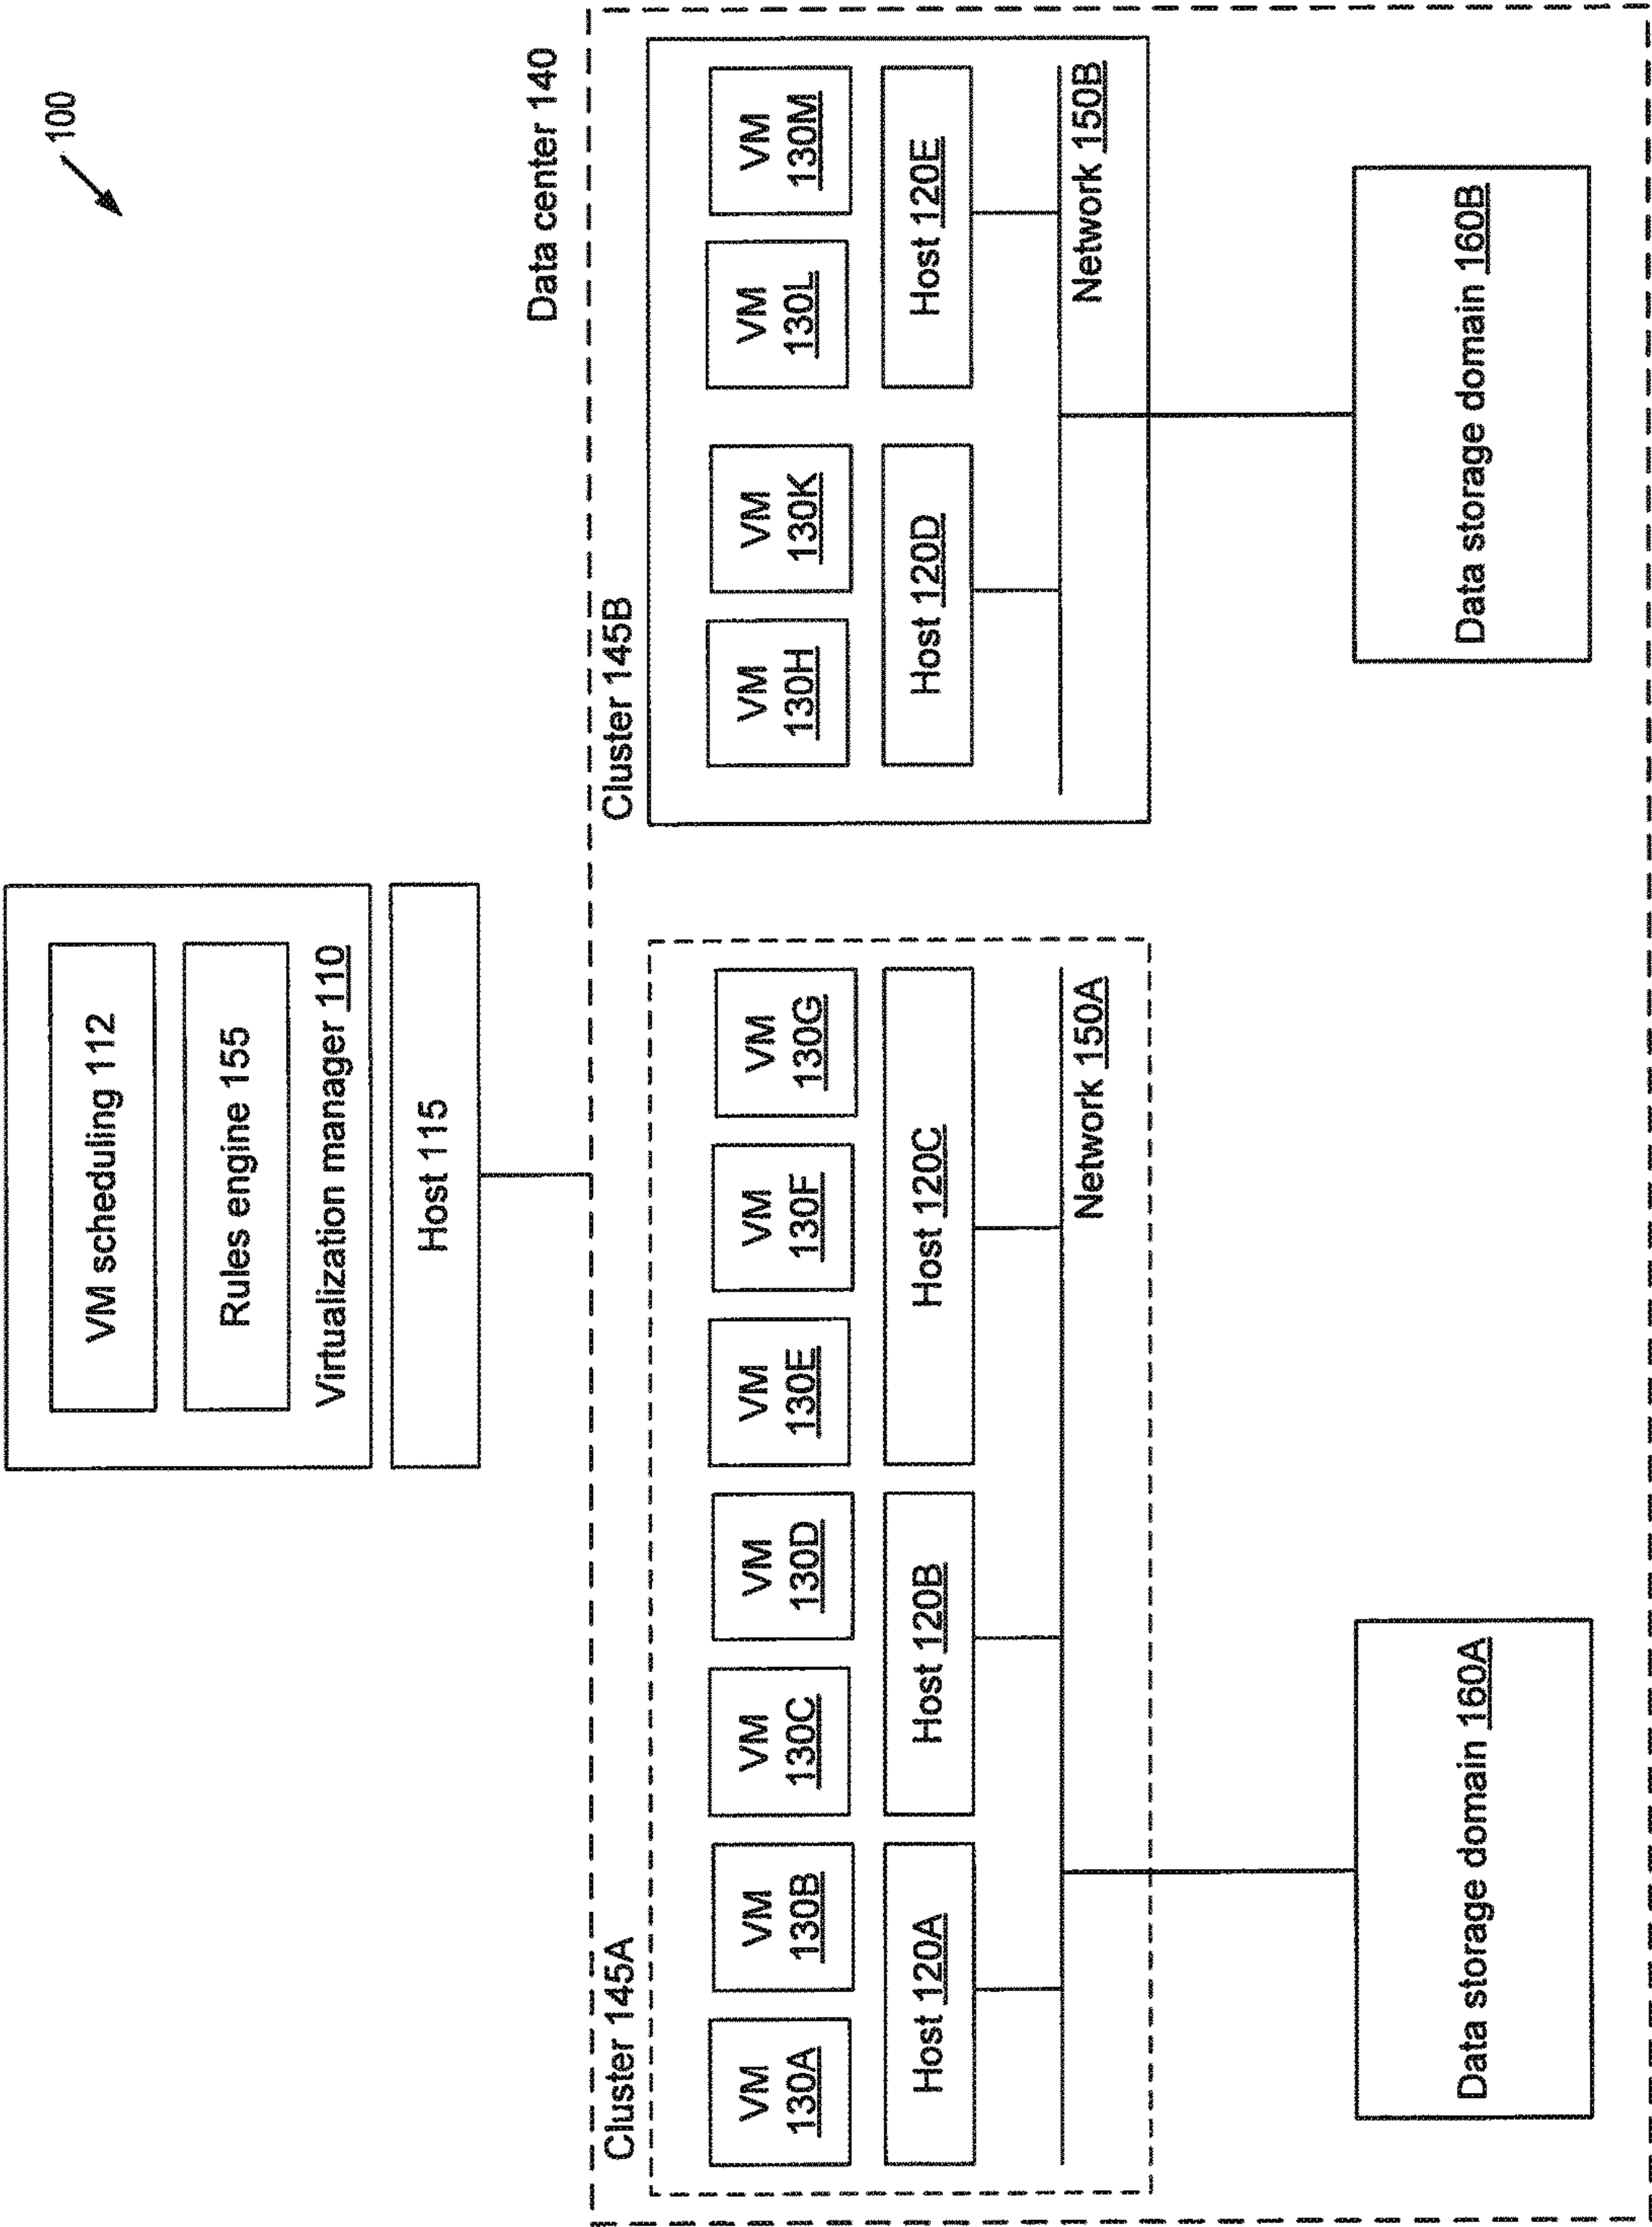 100
VM scheduling 112
Rules engine 155
Virtualization manager 110
Host 115
Data center 140
Cluster 145A
VM
130A
VM
130B
VM
130C
VM
130D
VM
130E
VM
130F
VM
130G
Host 120A
Host 120B
Host 120C
Network 150A
Data storage domain 160A
Cluster 145B
VM
130H
VM
130K
VM
130L
VM
130M
Host 120D
Host 120E
Network 150B
Data storage domain 160B